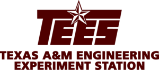 TEES
TEXAS A&M ENGINEERING
EXPERIMENT STATION